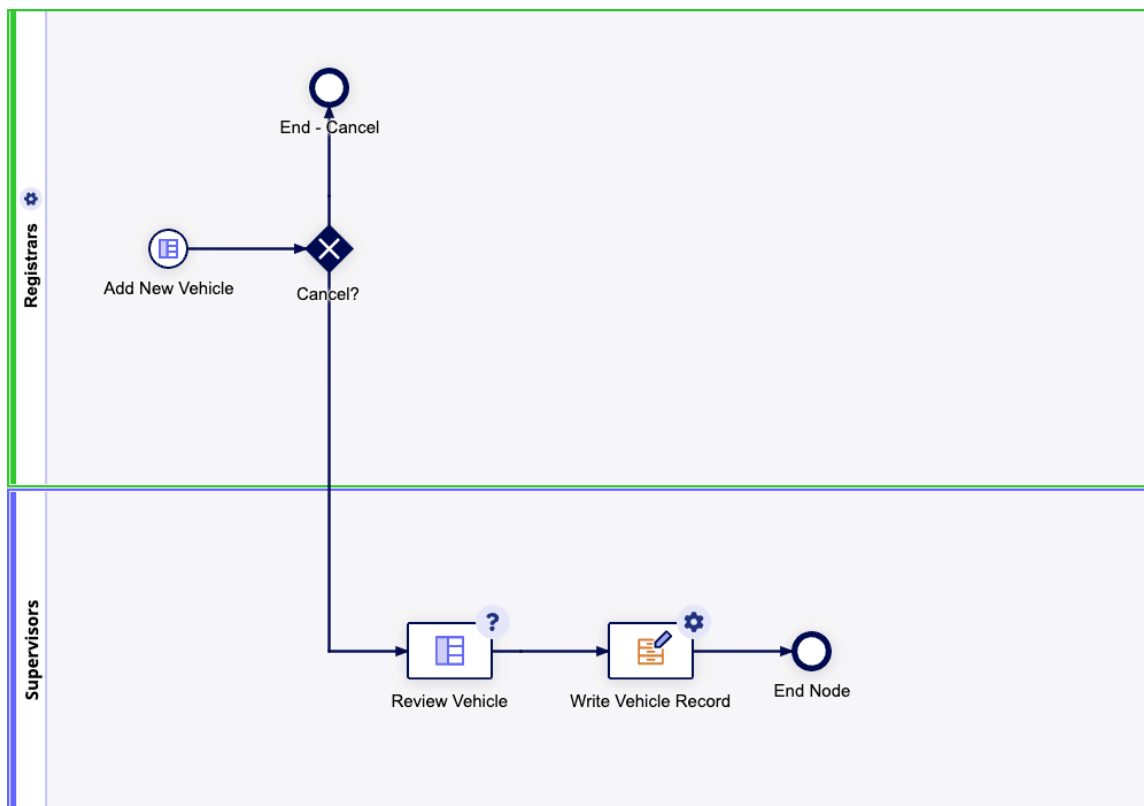 Registrars
End - Cancel
Add New Vehicle
Cancel?
Supervisors
?
Review Vehicle
Write Vehicle Record
End Node